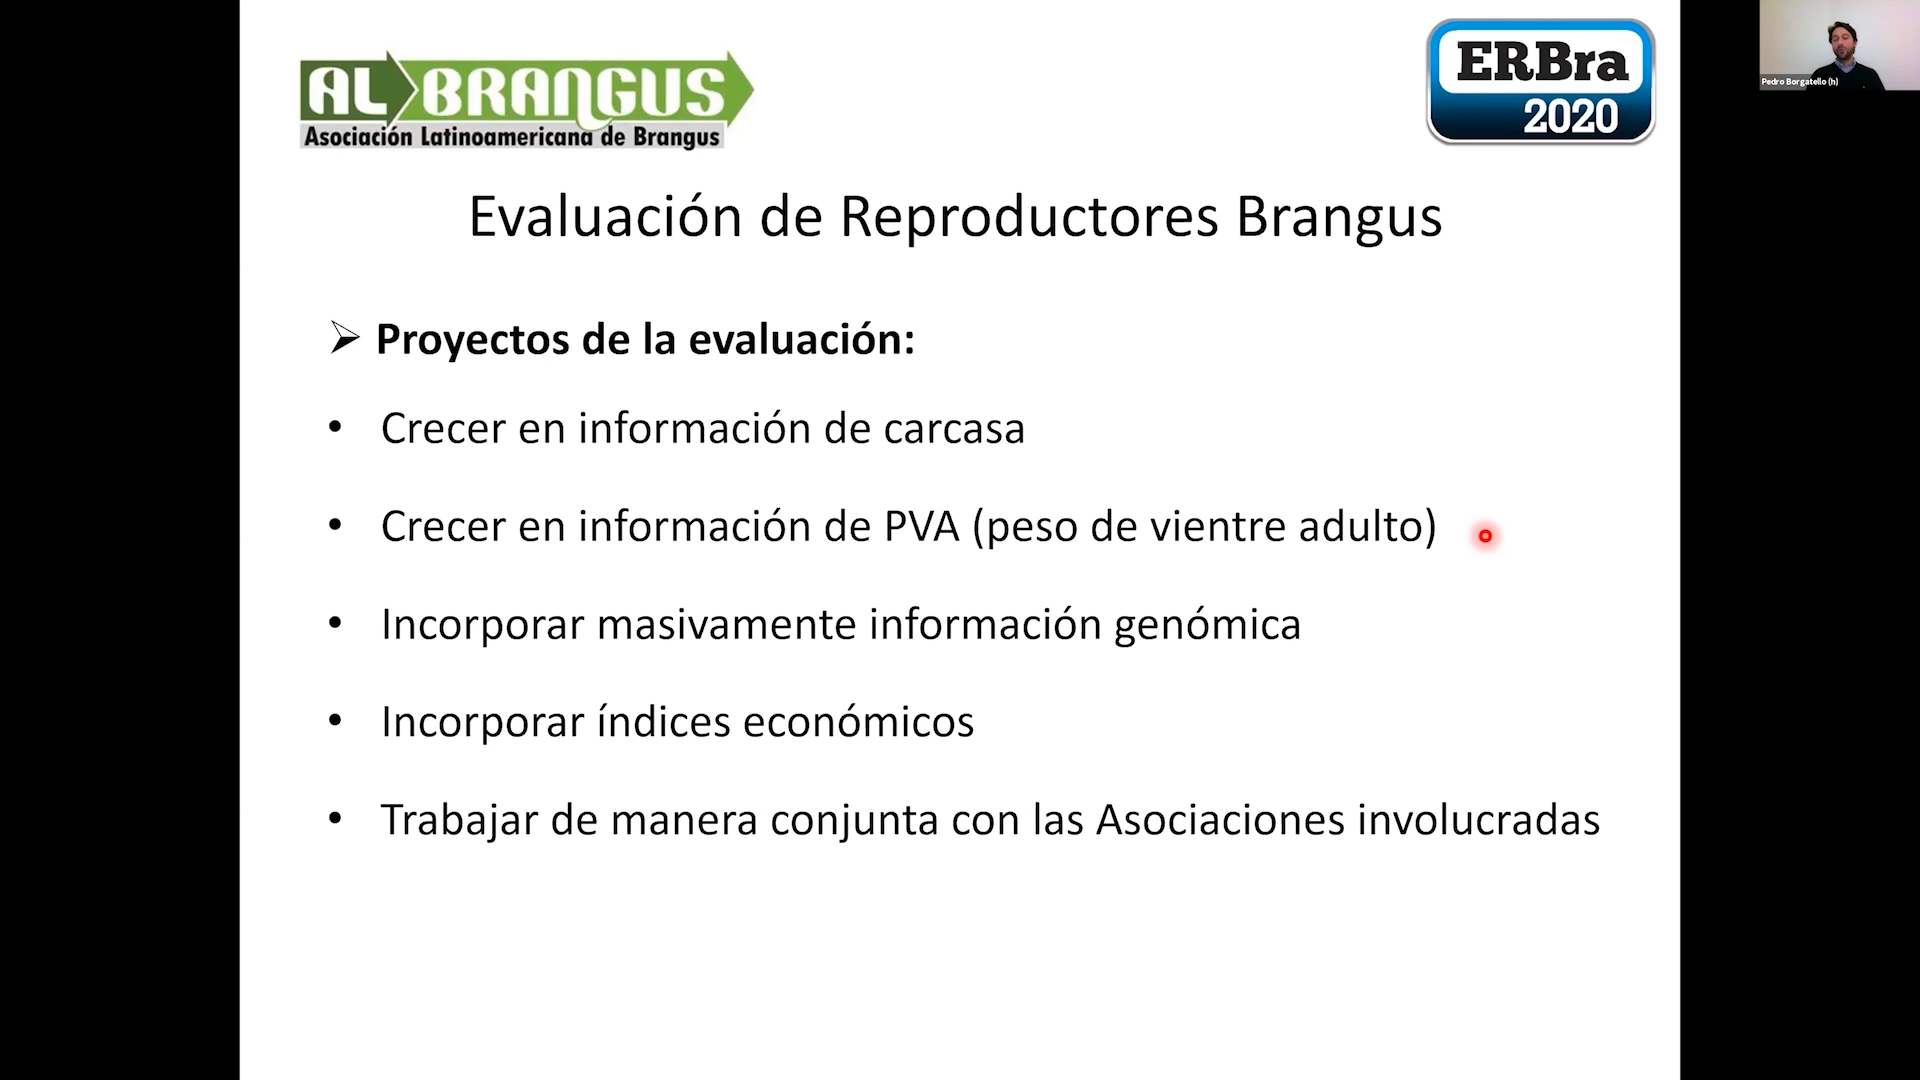 AL BRANGUS
Asociación Latinoamericana de Brangus
ERBra
2020
Pedro Borgatello (h)
Evaluación de Reproductores Brangus
Proyectos de la evaluación:
Crecer en información de carcasa
Crecer en información de PVA (peso de vientre adulto)
Incorporar masivamente información genómica
Incorporar índices económicos
Trabajar de manera conjunta con las Asociaciones involucradas